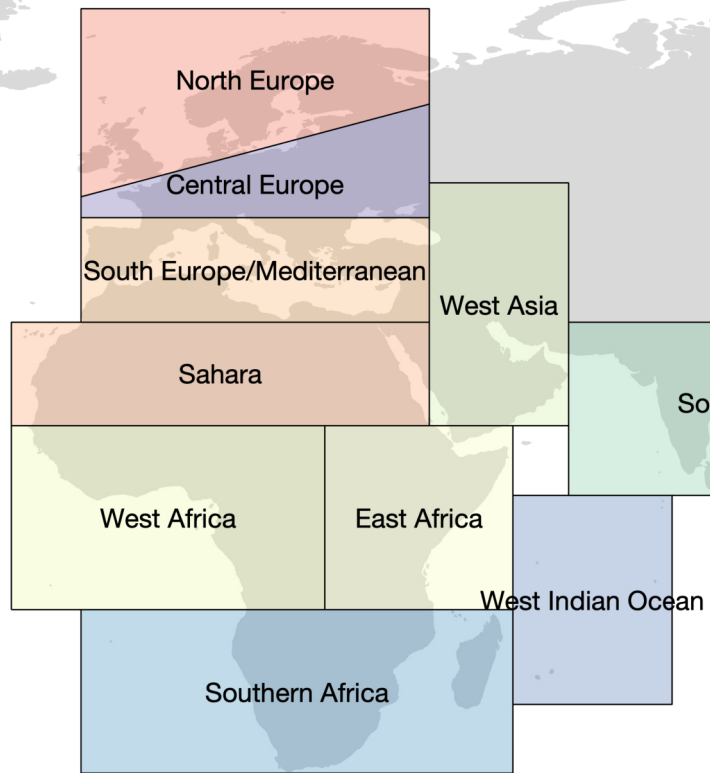 North Europe
Central Europe
South Europe/Mediterranean
West Asia
Sahara
So
West Africa
East Africa
West Indian Ocean
Southern Africa